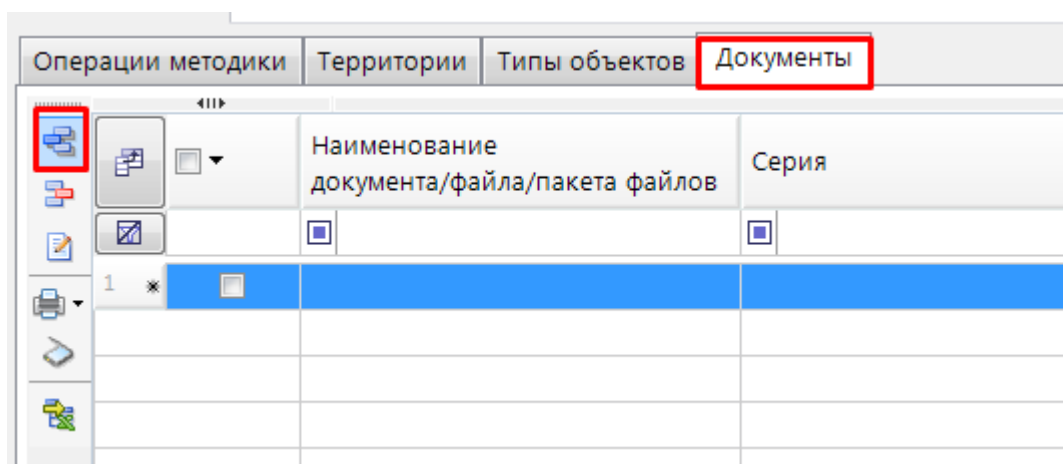 Операции методики Территории Типы объектов Документы
Наименование
документа/файла/пакета файлов Серия
1